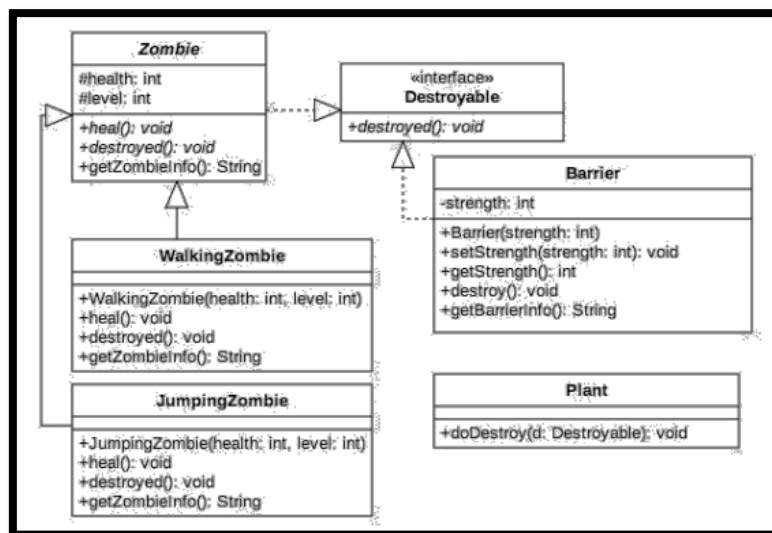 Zombie
#health: int
#level: int
+heal(): void
+destroyed(): void
+getZombieInfo(): String
«interface»
Destroyable
+destroyed(): void
Barrier
-strength: int
+Barrier(strength: int)
+setStrength(strength: int): void
+getStrength(): int
+destroy(): void
+getBarrierInfo(): String
WalkingZombie
+WalkingZombie(health: int, level: int)
+heal(): void
+destroyed(): void
+getZombieInfo(): String
JumpingZombie
+JumpingZombie(health: int, level: int)
+heal(): void
+destroyed(): void
+getZombieInfo(): String
Plant
+doDestroy(d: Destroyable): void